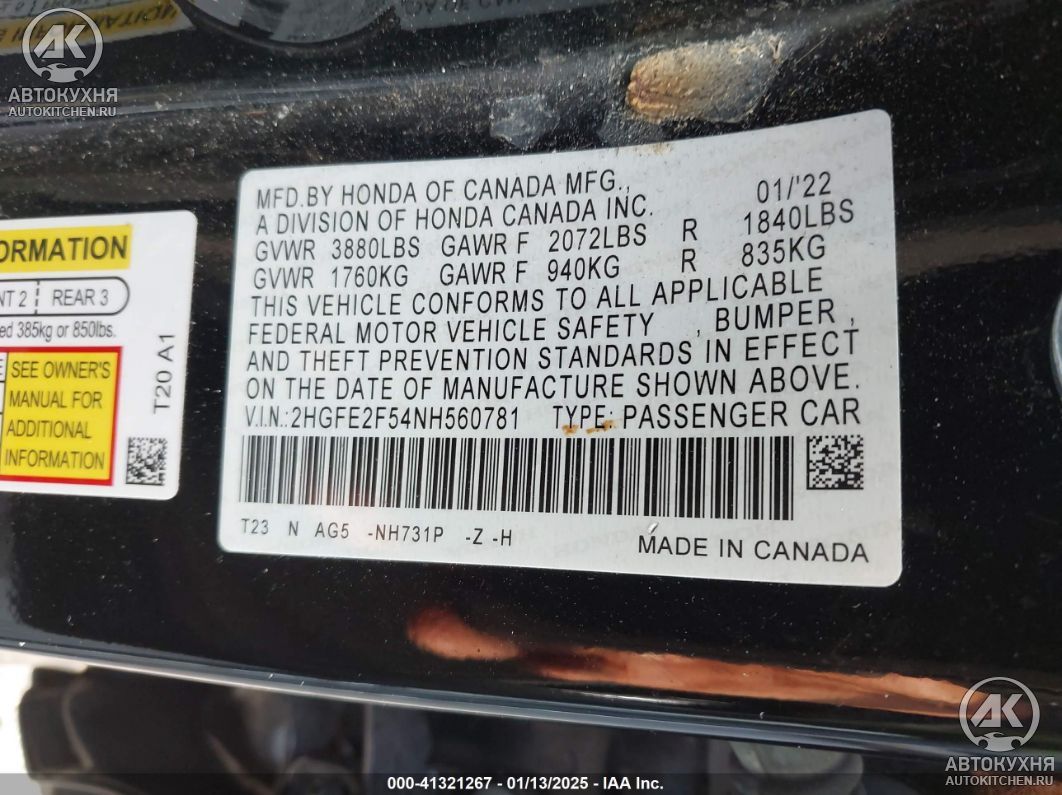 АВТОКУХНЯ
AUTOKITCHEN.RU
MFD.BY HONDA OF CANADA MFG., 01/'22
A DIVISION OF HONDA CANADA INC.
GVWR 3880LBS GAWR F 2072LBS R 1840LBS
GVWR 1760KG GAWR F 940KG R 835KG
THIS VEHICLE CONFORMS TO ALL APPLICABLE
FEDERAL MOTOR VEHICLE SAFETY , BUMPER ,
AND THEFT PREVENTION STANDARDS IN EFFECT
ON THE DATE OF MANUFACTURE SHOWN ABOVE.
V.I.N.:2HGFE2F54NH560781 TYPE:PASSENGER CAR
T23 N AG5 -NH731P -Z -H
MADE IN CANADA
FORMATION
NT 2 REAR 3
ed 385kg or 850lbs.
SEE OWNER'S
MANUAL FOR
ADDITIONAL
INFORMATION
T20 A1
АВТОКУХНЯ
AUTOKITCHEN.RU
000-41321267 - 01/13/2025 - IAA Inc.